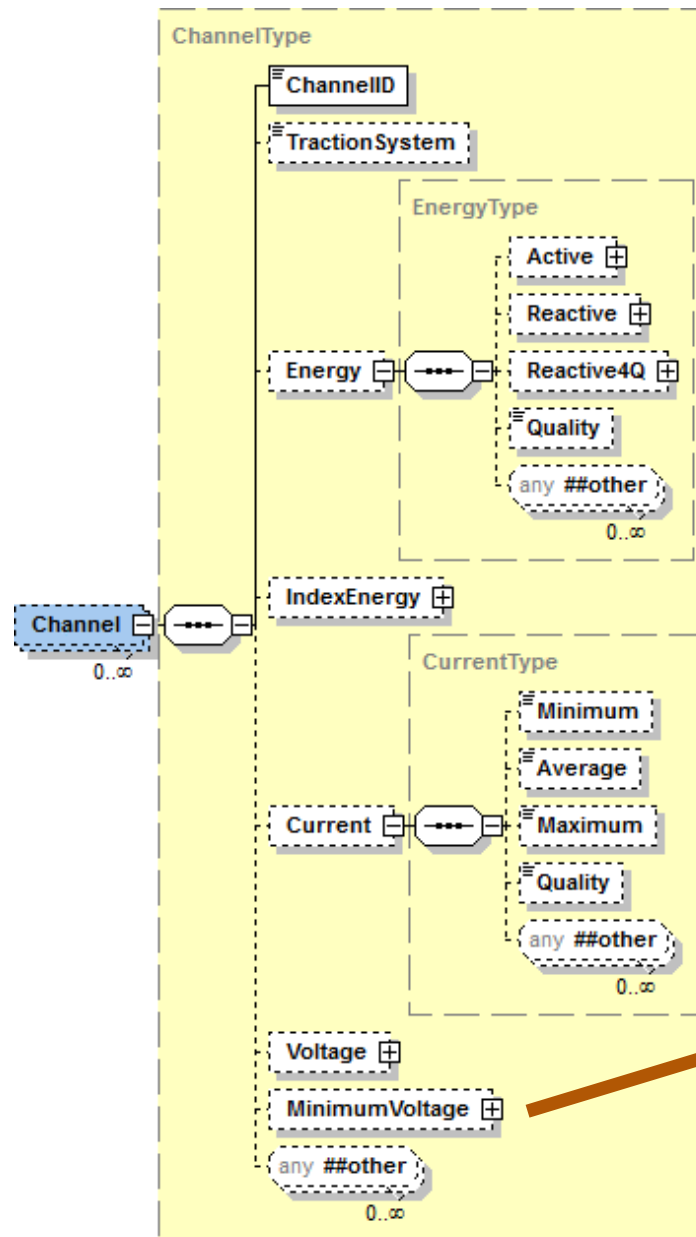 ChannelType
ChannelID
TractionSystem
EnergyType
Active
Reactive
Energy
Reactive4Q
Quality
any ##other
0..∞
IndexEnergy
Channel
0..∞
CurrentType
Minimum
Average
Current
Maximum
Quality
any ##other
0..∞
Voltage
MinimumVoltage
any ##other
0..∞